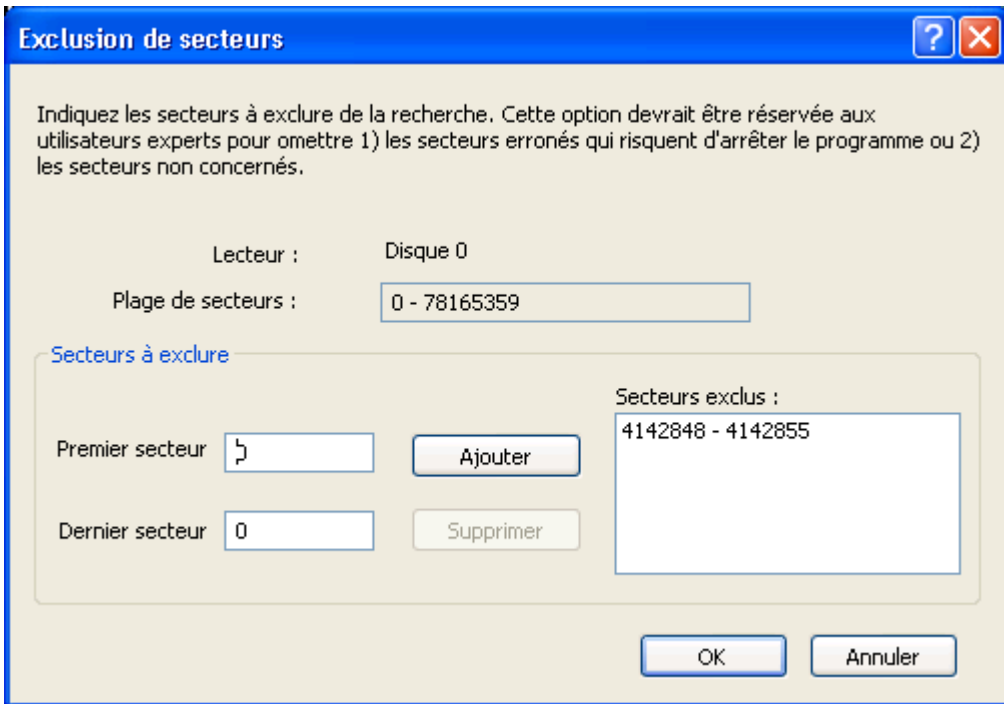 Exclusion de secteurs
Indiquez les secteurs à exclure de la recherche. Cette option devrait être réservée aux
utilisateurs experts pour omettre 1) les secteurs erronés qui risquent d'arrêter le programme ou 2)
les secteurs non concernés.
Lecteur : Disque 0
Plage de secteurs : 0 - 78165359
Secteurs à exclure
Secteurs exclus :
4142848 - 4142855
Premier secteur
Ajouter
Dernier secteur 0
Supprimer
OK
Annuler